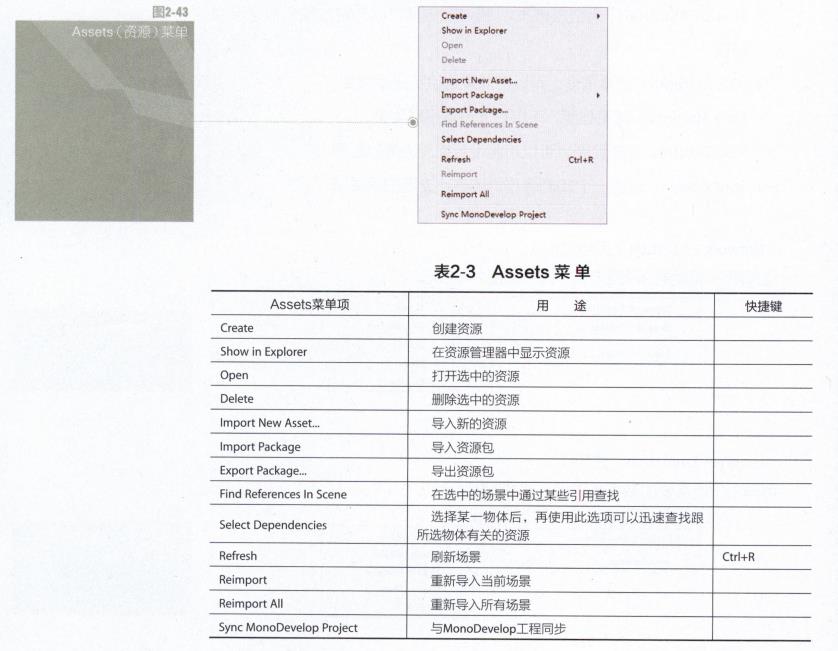 图2-43
Assets（资源）菜单
Create
Show in Explorer
Open
Delete
Import New Asset...
Import Package
Export Package...
Find References In Scene
Select Dependencies
Refresh Ctrl+R
Reimport
Reimport All
Sync MonoDevelop Project
表2-3 Assets 菜单
Assets菜单项 用 途 快捷键
Create 创建资源
Show in Explorer 在资源管理器中显示资源
Open 打开选中的资源
Delete 删除选中的资源
Import New Asset... 导入新的资源
Import Package 导入资源包
Export Package... 导出资源包
Find References In Scene 在选中的场景中通过某些引用查找
Select Dependencies 选择某一物体后，再使用此选项可以迅速查找跟
所选物体有关的资源
Refresh 刷新场景 Ctrl+R
Reimport 重新导入当前场景
Reimport All 重新导入所有场景
Sync MonoDevelop Project 与MonoDevelop工程同步